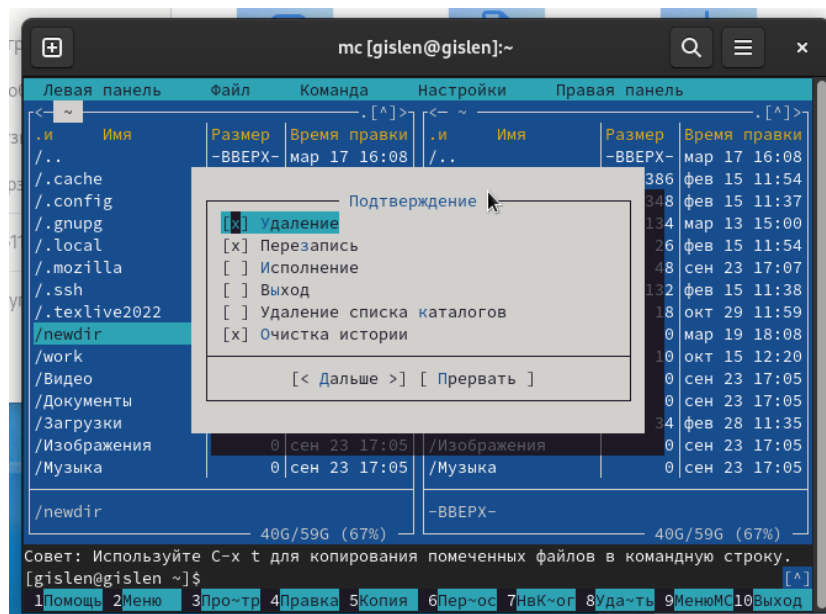 mc [gislen@gislen]:~
Левая панель Файл Команда Настройки Правая панель
<— ~ .[^]> <— ~ .[^]>
.и Имя Размер Время правки .и Имя Размер Время правки
/.. -ВВЕРХ- мар 17 16:08 /.. -ВВЕРХ- мар 17 16:08
/.cache 386 фев 15 11:54
/.config Подтверждение 348 фев 15 11:37
/.gnupg [x] Удаление 134 мар 13 15:00
/.local [x] Перезапись 26 фев 15 11:54
/.mozilla [ ] Исполнение 48 сен 23 17:07
/.ssh [ ] Выход 132 фев 15 11:38
/.texlive2022 [ ] Удаление списка каталогов 18 окт 29 11:59
/newdir [x] Очистка истории 0 мар 19 18:08
/work 10 окт 15 12:20
/Видео [< Дальше >] [ Прервать ] 0 сен 23 17:05
/Документы 0 сен 23 17:05
/Загрузки 34 фев 28 11:35
/Изображения 0 сен 23 17:05 /Изображения 0 сен 23 17:05
/Музыка 0 сен 23 17:05 /Музыка 0 сен 23 17:05
/newdir -ВВЕРХ-
40G/59G (67%) 40G/59G (67%)
Совет: Используйте C-x t для копирования помеченных файлов в командную строку.
[gislen@gislen ~]$ [^]
1Помощь 2Меню 3Про~тр 4Правка 5Копия 6Пер~ос 7НвК~ог 8Уда~ть 9МенюМС10Выход